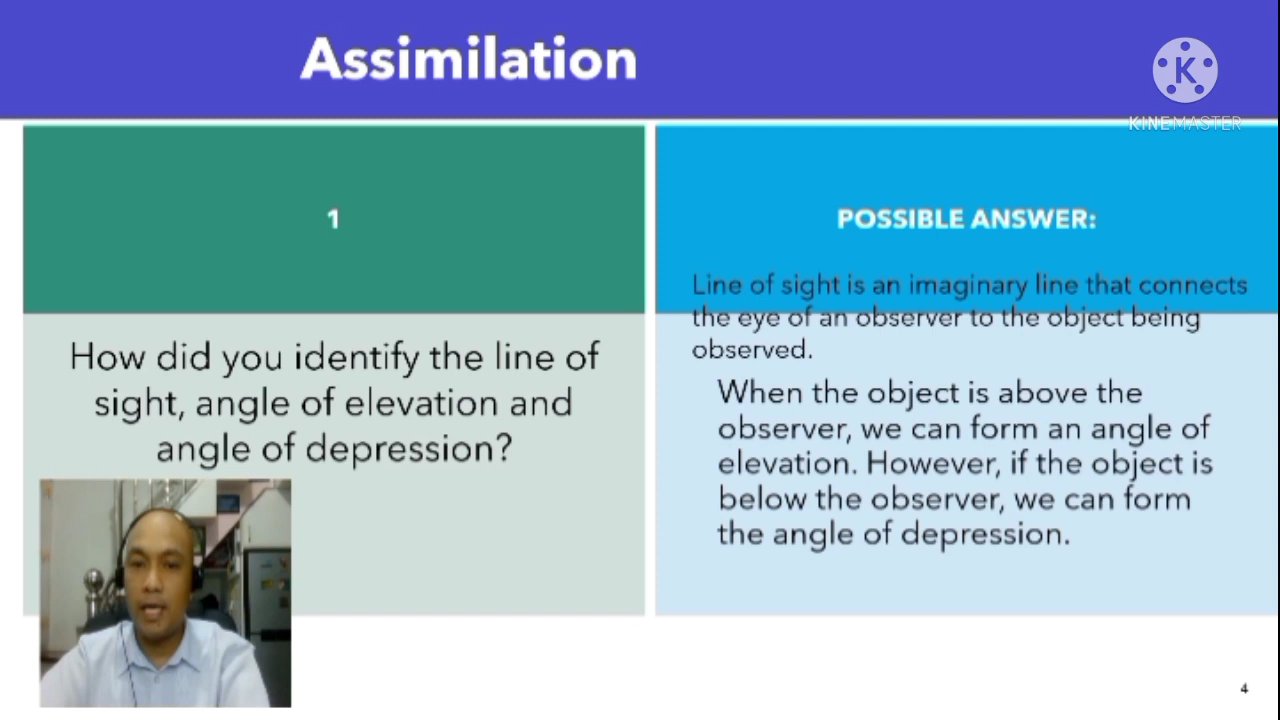 Assimilation
K
KINEMASTER
1
How did you identify the line of
sight, angle of elevation and
angle of depression?
POSSIBLE ANSWER:
Line of sight is an imaginary line that connects
the eye of an observer to the object being
observed.
When the object is above the
observer, we can form an angle of
elevation. However, if the object is
below the observer, we can form
the angle of depression.
4